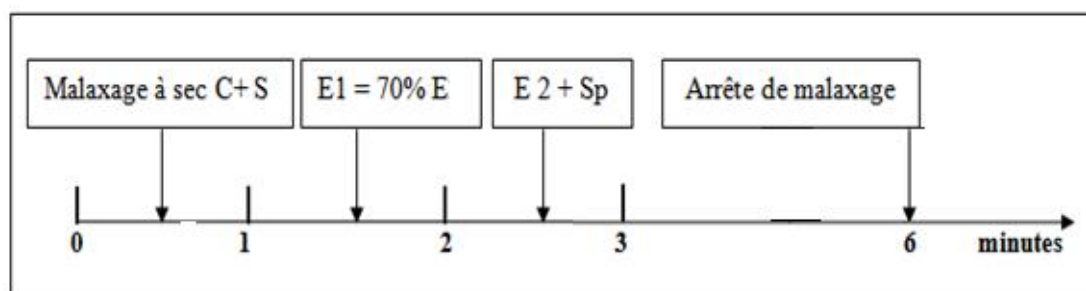 Malaxage à sec C+ S
E1 = 70% E
E 2 + Sp
Arrête de malaxage
0
1
2
3
6
minutes